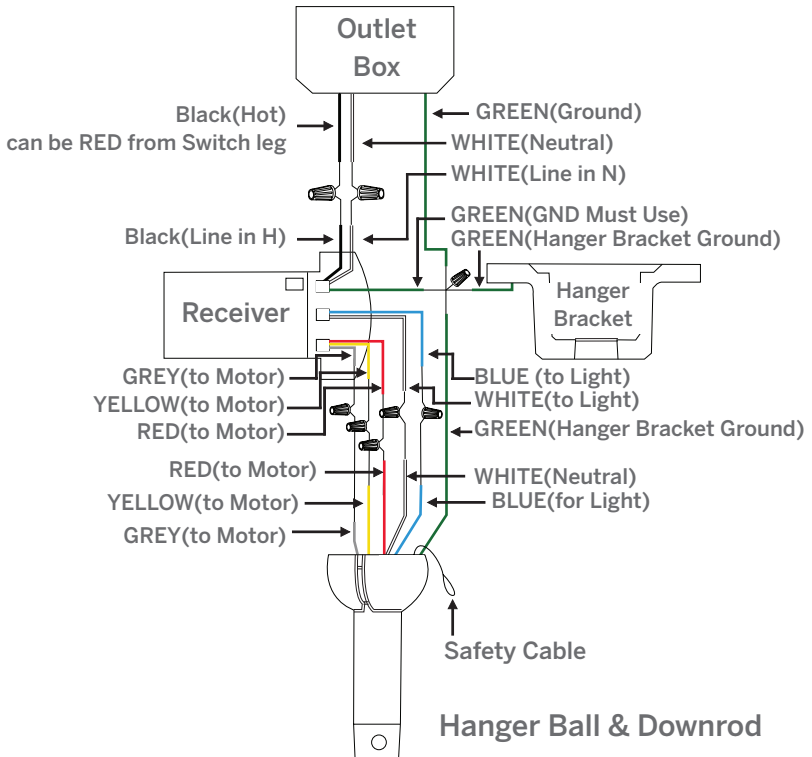 Outlet
Box
Black(Hot)
can be RED from Switch leg
GREEN(Ground)
WHITE(Neutral)
WHITE(Line in N)
GREEN(GND Must Use)
Black(Line in H)
GREEN(Hanger Bracket Ground)
Receiver
Hanger
Bracket
GREY(to Motor)
BLUE (to Light)
YELLOW(to Motor)
WHITE(to Light)
RED(to Motor)
GREEN(Hanger Bracket Ground)
RED(to Motor)
WHITE(Neutral)
YELLOW(to Motor)
BLUE(for Light)
GREY(to Motor)
Safety Cable
Hanger Ball & Downrod